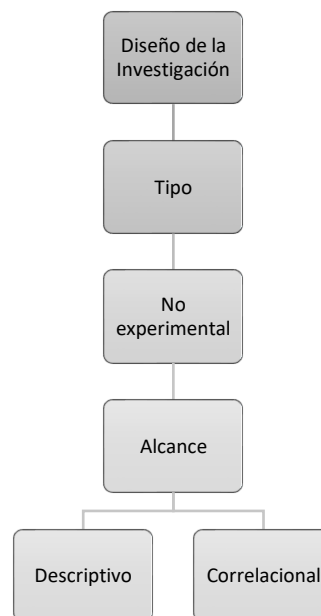 Diseño de la
Investigación
Tipo
No
experimental
Alcance
Descriptivo
Correlacional